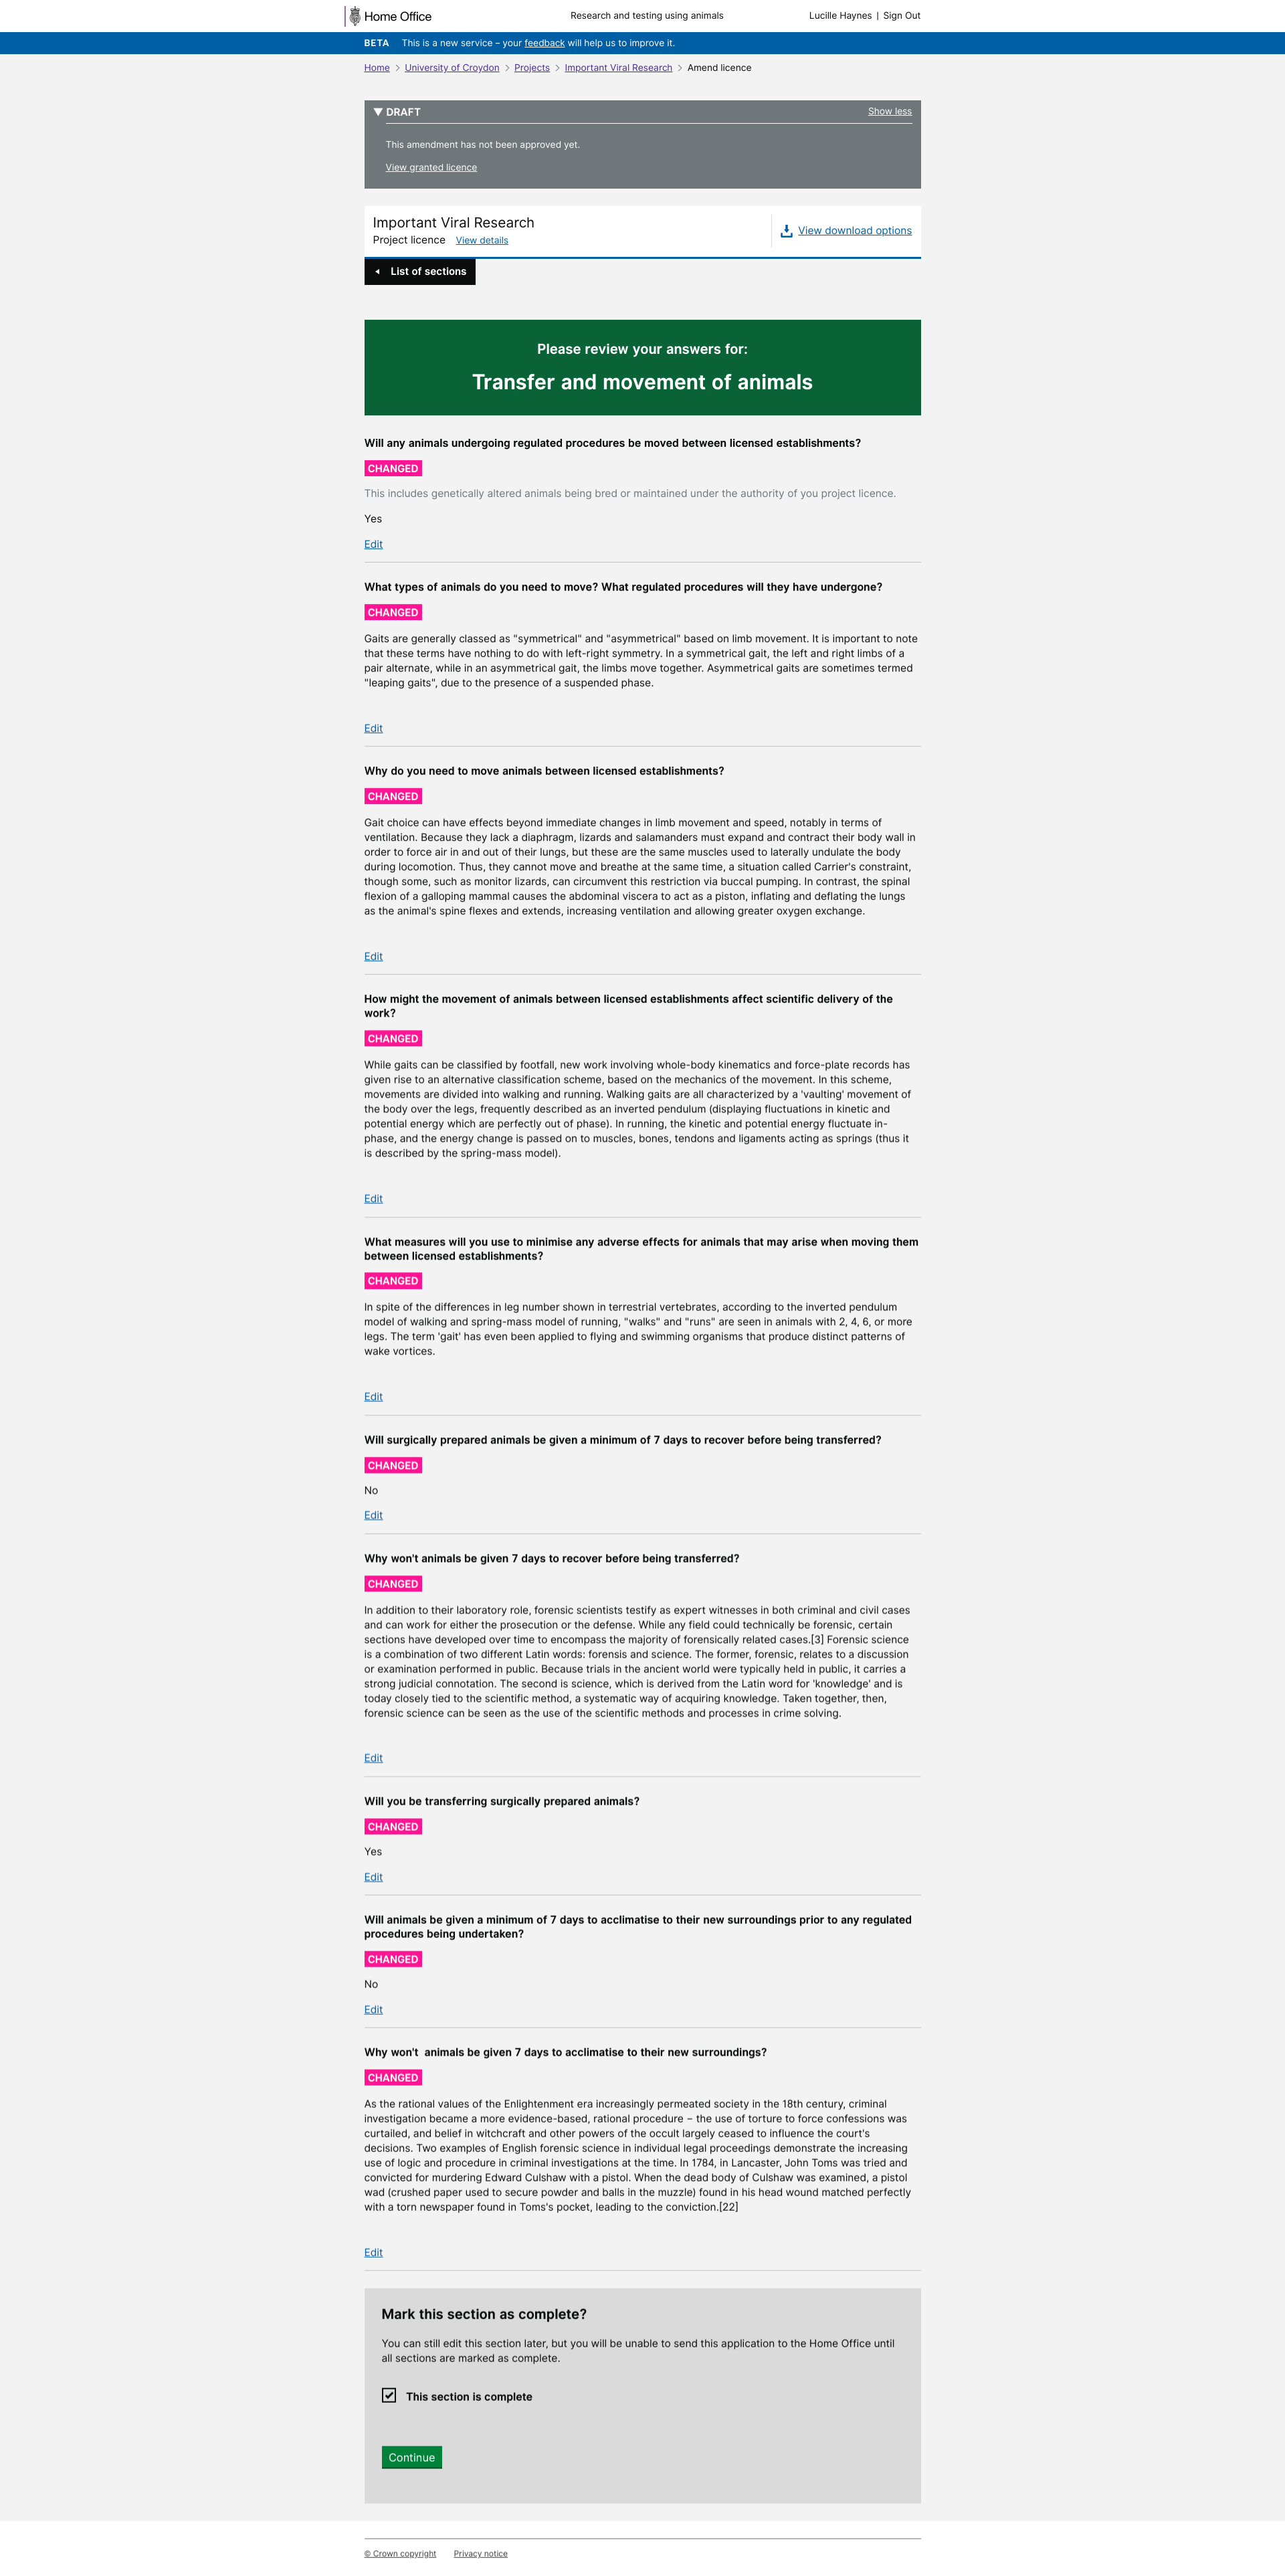 Home Office
Research and testing using animals
Lucille Haynes | Sign Out
BETA This is a new service – your feedback will help us to improve it.
Home > University of Croydon > Projects > Important Viral Research > Amend licence
DRAFT
Show less
This amendment has not been approved yet.
View granted licence
Important Viral Research
Project licence View details
View download options
List of sections
Please review your answers for:
Transfer and movement of animals
Will any animals undergoing regulated procedures be moved between licensed establishments?
CHANGED
This includes genetically altered animals being bred or maintained under the authority of you project licence.
Yes
Edit
What types of animals do you need to move? What regulated procedures will they have undergone?
CHANGED
Gaits are generally classed as "symmetrical" and "asymmetrical" based on limb movement. It is important to note
that these terms have nothing to do with left-right symmetry. In a symmetrical gait, the left and right limbs of a
pair alternate, while in an asymmetrical gait, the limbs move together. Asymmetrical gaits are sometimes termed
"leaping gaits", due to the presence of a suspended phase.
Edit
Why do you need to move animals between licensed establishments?
CHANGED
Gait choice can have effects beyond immediate changes in limb movement and speed, notably in terms of
ventilation. Because they lack a diaphragm, lizards and salamanders must expand and contract their body wall in
order to force air in and out of their lungs, but these are the same muscles used to laterally undulate the body
during locomotion. Thus, they cannot move and breathe at the same time, a situation called Carrier's constraint,
though some, such as monitor lizards, can circumvent this restriction via buccal pumping. In contrast, the spinal
flexion of a galloping mammal causes the abdominal viscera to act as a piston, inflating and deflating the lungs
as the animal's spine flexes and extends, increasing ventilation and allowing greater oxygen exchange.
Edit
How might the movement of animals between licensed establishments affect scientific delivery of the
work?
CHANGED
While gaits can be classified by footfall, new work involving whole-body kinematics and force-plate records has
given rise to an alternative classification scheme, based on the mechanics of the movement. In this scheme,
movements are divided into walking and running. Walking gaits are all characterized by a 'vaulting' movement of
the body over the legs, frequently described as an inverted pendulum (displaying fluctuations in kinetic and
potential energy which are perfectly out of phase). In running, the kinetic and potential energy fluctuate in-
phase, and the energy change is passed on to muscles, bones, tendons and ligaments acting as springs (thus it
is described by the spring-mass model).
Edit
What measures will you use to minimise any adverse effects for animals that may arise when moving them
between licensed establishments?
CHANGED
In spite of the differences in leg number shown in terrestrial vertebrates, according to the inverted pendulum
model of walking and spring-mass model of running, "walks" and "runs" are seen in animals with 2, 4, 6, or more
legs. The term 'gait' has even been applied to flying and swimming organisms that produce distinct patterns of
wake vortices.
Edit
Will surgically prepared animals be given a minimum of 7 days to recover before being transferred?
CHANGED
No
Edit
Why won't animals be given 7 days to recover before being transferred?
CHANGED
In addition to their laboratory role, forensic scientists testify as expert witnesses in both criminal and civil cases
and can work for either the prosecution or the defense. While any field could technically be forensic, certain
sections have developed over time to encompass the majority of forensically related cases.[3] Forensic science
is a combination of two different Latin words: forensis and science. The former, forensic, relates to a discussion
or examination performed in public. Because trials in the ancient world were typically held in public, it carries a
strong judicial connotation. The second is science, which is derived from the Latin word for 'knowledge' and is
today closely tied to the scientific method, a systematic way of acquiring knowledge. Taken together, then,
forensic science can be seen as the use of the scientific methods and processes in crime solving.
Edit
Will you be transferring surgically prepared animals?
CHANGED
Yes
Edit
Will animals be given a minimum of 7 days to acclimatise to their new surroundings prior to any regulated
procedures being undertaken?
CHANGED
No
Edit
Why won't  animals be given 7 days to acclimatise to their new surroundings?
CHANGED
As the rational values of the Enlightenment era increasingly permeated society in the 18th century, criminal
investigation became a more evidence-based, rational procedure − the use of torture to force confessions was
curtailed, and belief in witchcraft and other powers of the occult largely ceased to influence the court's
decisions. Two examples of English forensic science in individual legal proceedings demonstrate the increasing
use of logic and procedure in criminal investigations at the time. In 1784, in Lancaster, John Toms was tried and
convicted for murdering Edward Culshaw with a pistol. When the dead body of Culshaw was examined, a pistol
wad (crushed paper used to secure powder and balls in the muzzle) found in his head wound matched perfectly
with a torn newspaper found in Toms's pocket, leading to the conviction.[22]
Edit
Mark this section as complete?
You can still edit this section later, but you will be unable to send this application to the Home Office until
all sections are marked as complete.
This section is complete
Continue
© Crown copyright Privacy notice